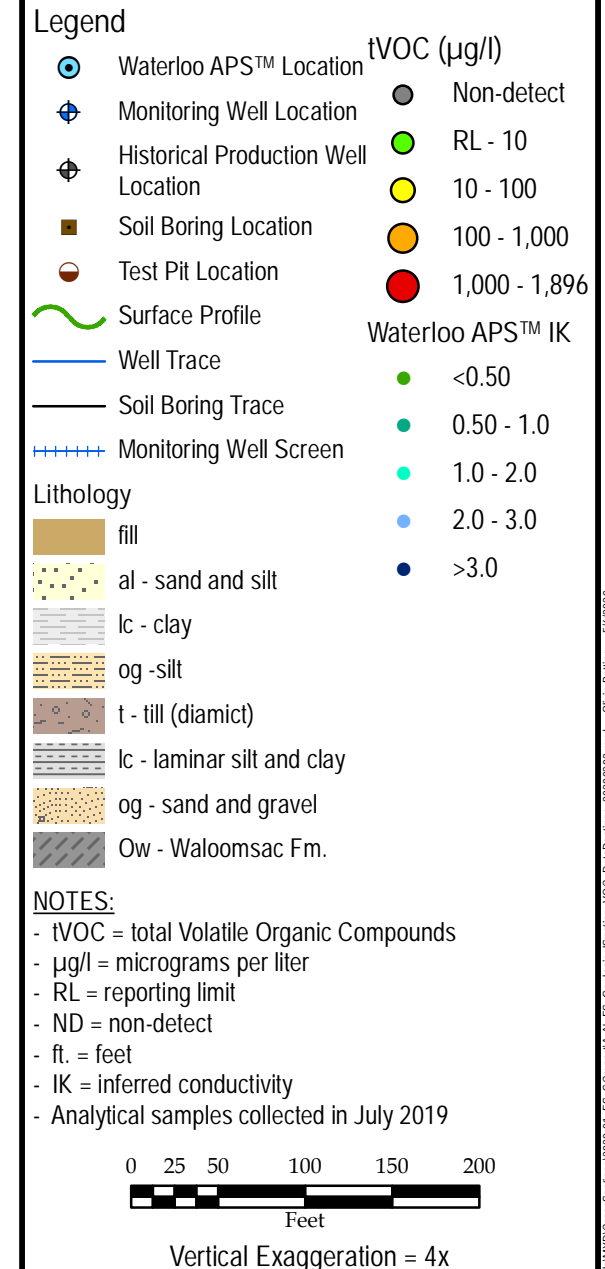 Legend
Waterloo APS™ Location
Monitoring Well Location
Historical Production Well
Location
Soil Boring Location
Test Pit Location
Surface Profile
Well Trace
Soil Boring Trace
Monitoring Well Screen
tVOC (µg/l)
Non-detect
RL - 10
10 - 100
100 - 1,000
1,000 - 1,896
Waterloo APS™ IK
<0.50
0.50 - 1.0
1.0 - 2.0
2.0 - 3.0
>3.0
Lithology
fill
al - sand and silt
lc - clay
og -silt
t - till (diamict)
lc - laminar silt and clay
og - sand and gravel
Ow - Waloomsac Fm.
NOTES:
- tVOC = total Volatile Organic Compounds
- µg/l = micrograms per liter
- RL = reporting limit
- ND = non-detect
- ft. = feet
- IK = inferred conductivity
- Analytical samples collected in July 2019
0 25 50 100 150 200
Feet
Vertical Exaggeration = 4x